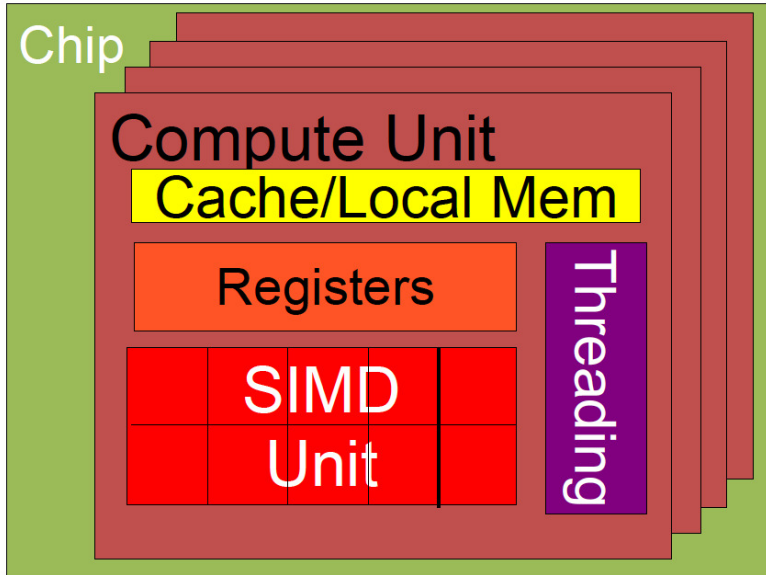 Chip
Compute Unit
Cache/Local Mem
Registers
Threading
SIMD
Unit